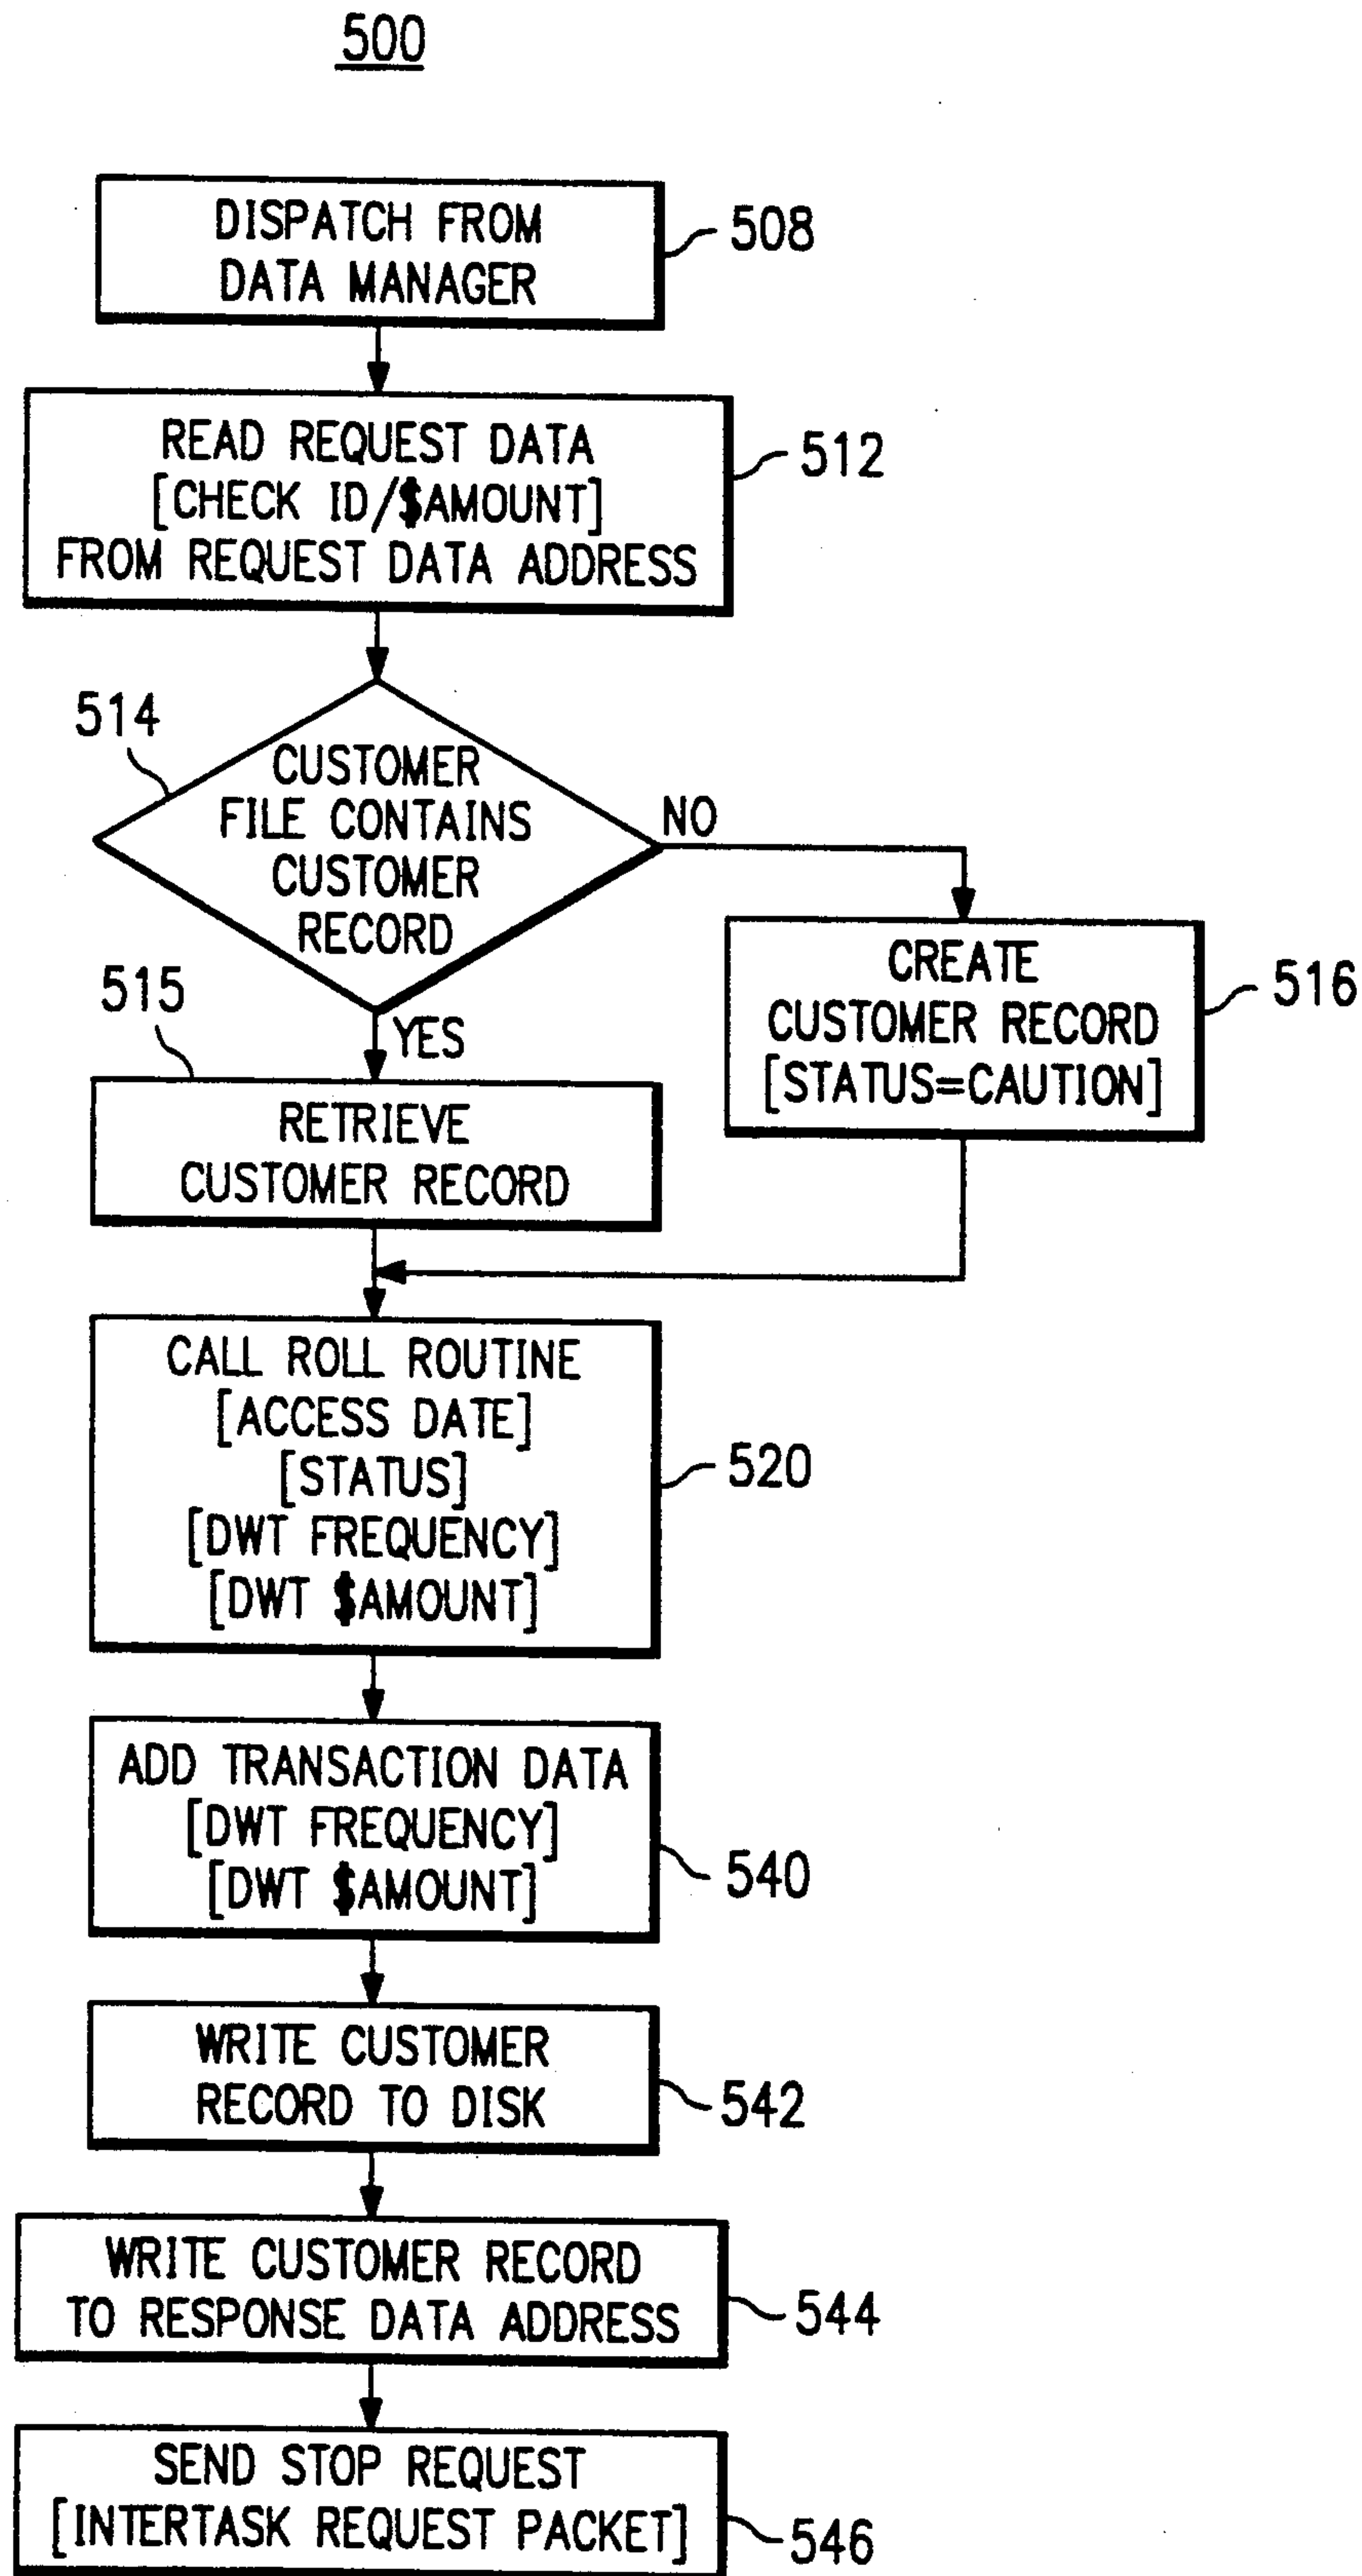 500
DISPATCH FROM
DATA MANAGER
508
READ REQUEST DATA
[CHECK ID/$AMOUNT]
FROM REQUEST DATA ADDRESS
512
514
CUSTOMER
FILE CONTAINS
CUSTOMER
RECORD
NO
YES
515
RETRIEVE
CUSTOMER RECORD
CREATE
CUSTOMER RECORD
[STATUS=CAUTION]
516
CALL ROLL ROUTINE
[ACCESS DATE]
[STATUS]
[DWT FREQUENCY]
[DWT $AMOUNT]
520
ADD TRANSACTION DATA
[DWT FREQUENCY]
[DWT $AMOUNT]
540
WRITE CUSTOMER
RECORD TO DISK
542
WRITE CUSTOMER RECORD
TO RESPONSE DATA ADDRESS
544
SEND STOP REQUEST
[INTERTASK REQUEST PACKET]
546